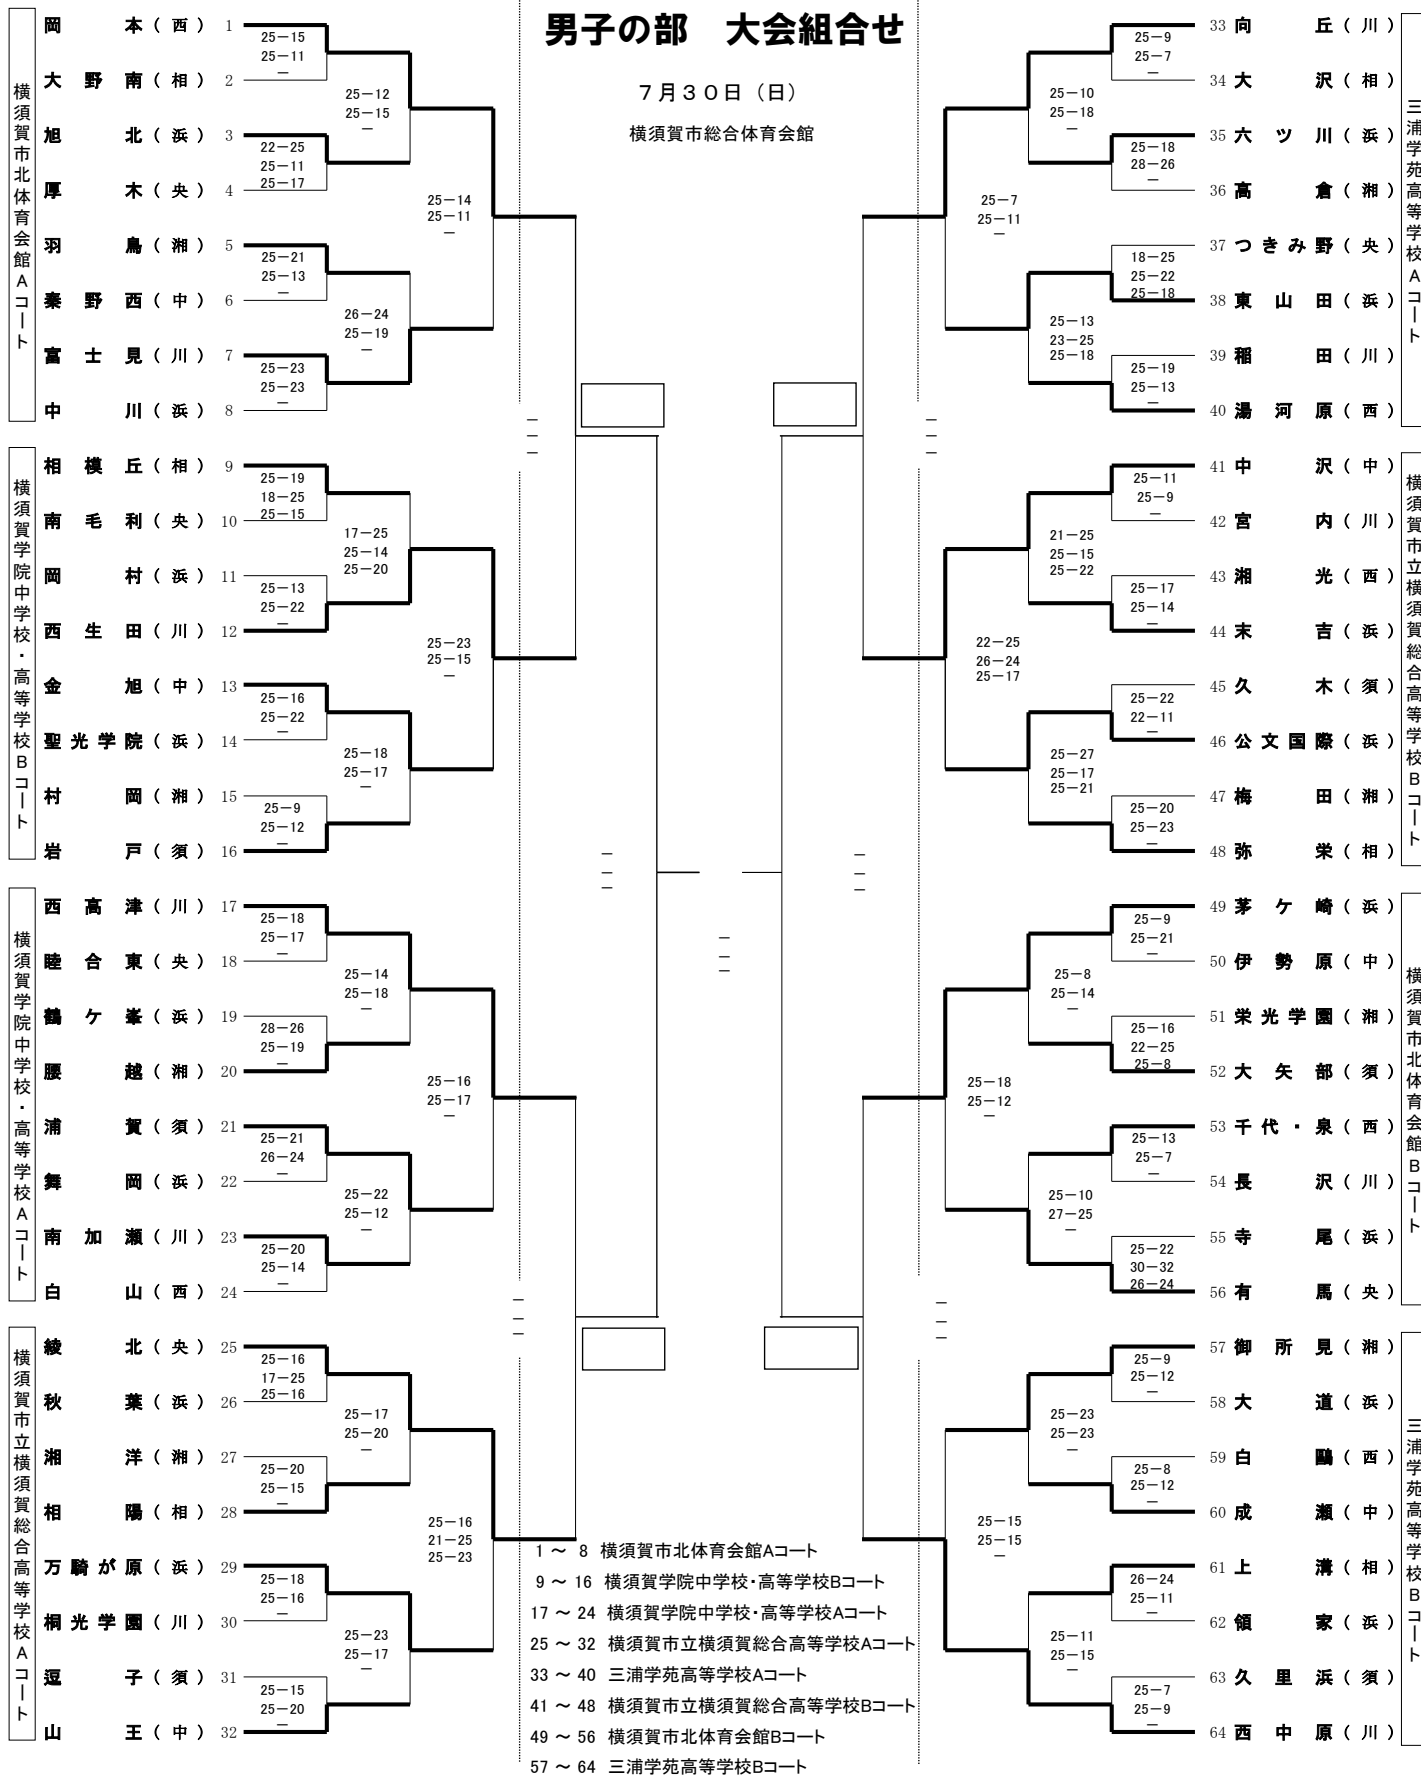 男子の部 大会組合せ
7月30日（日）
横須賀市総合体育会館
横須賀市北体育会館Aコート
岡本（西） 1
25－15
25－11
－
大野南（相） 2
25－12
25－15
－
旭北（浜） 3
22－25
25－11
25－17
厚木（央） 4
25－14
25－11
－
羽鳥（湘） 5
25－21
25－13
－
秦野西（中） 6
26－24
25－19
－
富士見（川） 7
25－23
25－23
－
中川（浜） 8
横須賀学院中学校・高等学校Bコート
相模丘（相） 9
25－19
18－25
25－15
南毛利（央） 10
17－25
25－14
25－20
岡村（浜） 11
25－13
25－22
－
西生田（川） 12
25－23
25－15
－
金旭（中） 13
25－16
25－22
－
聖光学院（浜） 14
25－18
25－17
－
村岡（湘） 15
25－9
25－12
－
岩戸（須） 16
横須賀学院中学校・高等学校Aコート
西高津（川） 17
25－18
25－17
－
睦合東（央） 18
25－14
25－18
－
鶴ケ峯（浜） 19
28－26
25－19
－
腰越（湘） 20
25－16
25－17
－
浦賀（須） 21
25－21
26－24
－
舞岡（浜） 22
25－22
25－12
－
南加瀬（川） 23
25－20
25－14
－
白山（西） 24
横須賀市立横須賀総合高等学校Aコート
綾北（央） 25
25－16
17－25
25－16
秋葉（浜） 26
25－17
25－20
－
湘洋（湘） 27
25－20
25－15
－
相陽（相） 28
25－16
21－25
25－23
万騎が原（浜） 29
25－18
25－16
－
桐光学園（川） 30
25－23
25－17
－
逗子（須） 31
25－15
25－20
－
山王（中） 32
三浦学苑高等学校Aコート
33 向丘（川）
25－9
25－7
－
34 大沢（相）
25－10
25－18
－
35 六ツ川（浜）
25－18
28－26
－
36 高倉（湘）
25－7
25－11
－
37 つきみ野（央）
18－25
25－22
25－18
38 東山田（浜）
25－13
23－25
25－18
39 稲田（川）
25－19
25－13
－
40 湯河原（西）
横須賀市立横須賀総合高等学校Bコート
41 中沢（中）
25－11
25－9
－
42 宮内（川）
21－25
25－15
25－22
43 湘光（西）
25－17
25－14
－
44 末吉（浜）
22－25
26－24
25－17
45 久木（須）
25－22
22－11
－
46 公文国際（浜）
25－27
25－17
25－21
47 梅田（湘）
25－20
25－23
－
48 弥栄（相）
横須賀市北体育会館Bコート
49 茅ケ崎（浜）
25－9
25－21
－
50 伊勢原（中）
25－8
25－14
－
51 栄光学園（湘）
25－16
22－25
25－8
52 大矢部（須）
25－18
25－12
－
53 千代・泉（西）
25－13
25－7
－
54 長沢（川）
25－10
27－25
－
55 寺尾（浜）
25－22
30－32
26－24
56 有馬（央）
三浦学苑高等学校Bコート
57 御所見（湘）
25－9
25－12
－
58 大道（浜）
25－23
25－23
－
59 白鷗（西）
25－8
25－12
－
60 成瀬（中）
25－15
25－15
－
61 上溝（相）
26－24
25－11
－
62 領家（浜）
25－11
25－15
－
63 久里浜（須）
25－7
25－9
－
64 西中原（川）
1 ～ 8 横須賀市北体育会館Aコート
9 ～ 16 横須賀学院中学校・高等学校Bコート
17 ～ 24 横須賀学院中学校・高等学校Aコート
25 ～ 32 横須賀市立横須賀総合高等学校Aコート
33 ～ 40 三浦学苑高等学校Aコート
41 ～ 48 横須賀市立横須賀総合高等学校Bコート
49 ～ 56 横須賀市北体育会館Bコート
57 ～ 64 三浦学苑高等学校Bコート